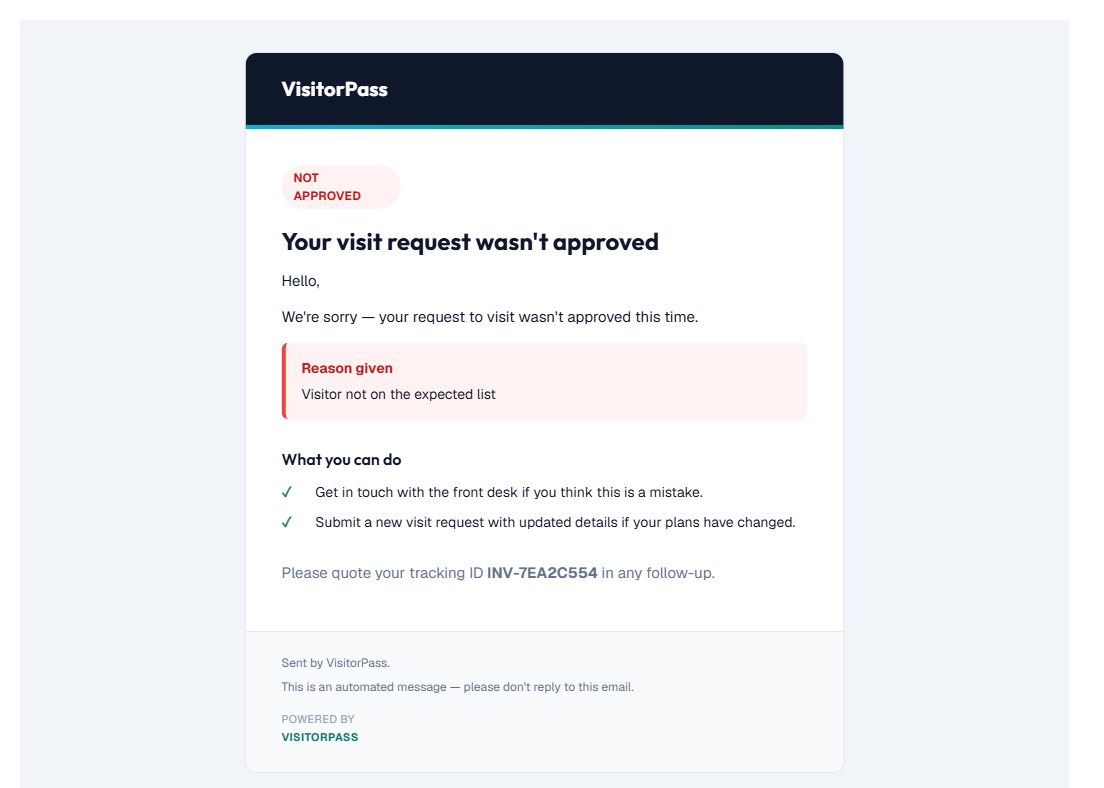 VisitorPass
NOT
APPROVED
Your visit request wasn't approved
Hello,
We're sorry — your request to visit wasn't approved this time.
Reason given
Visitor not on the expected list
What you can do
✓ Get in touch with the front desk if you think this is a mistake.
✓ Submit a new visit request with updated details if your plans have changed.
Please quote your tracking ID INV-7EA2C554 in any follow-up.
Sent by VisitorPass.
This is an automated message — please don't reply to this email.
POWERED BY
VISITORPASS